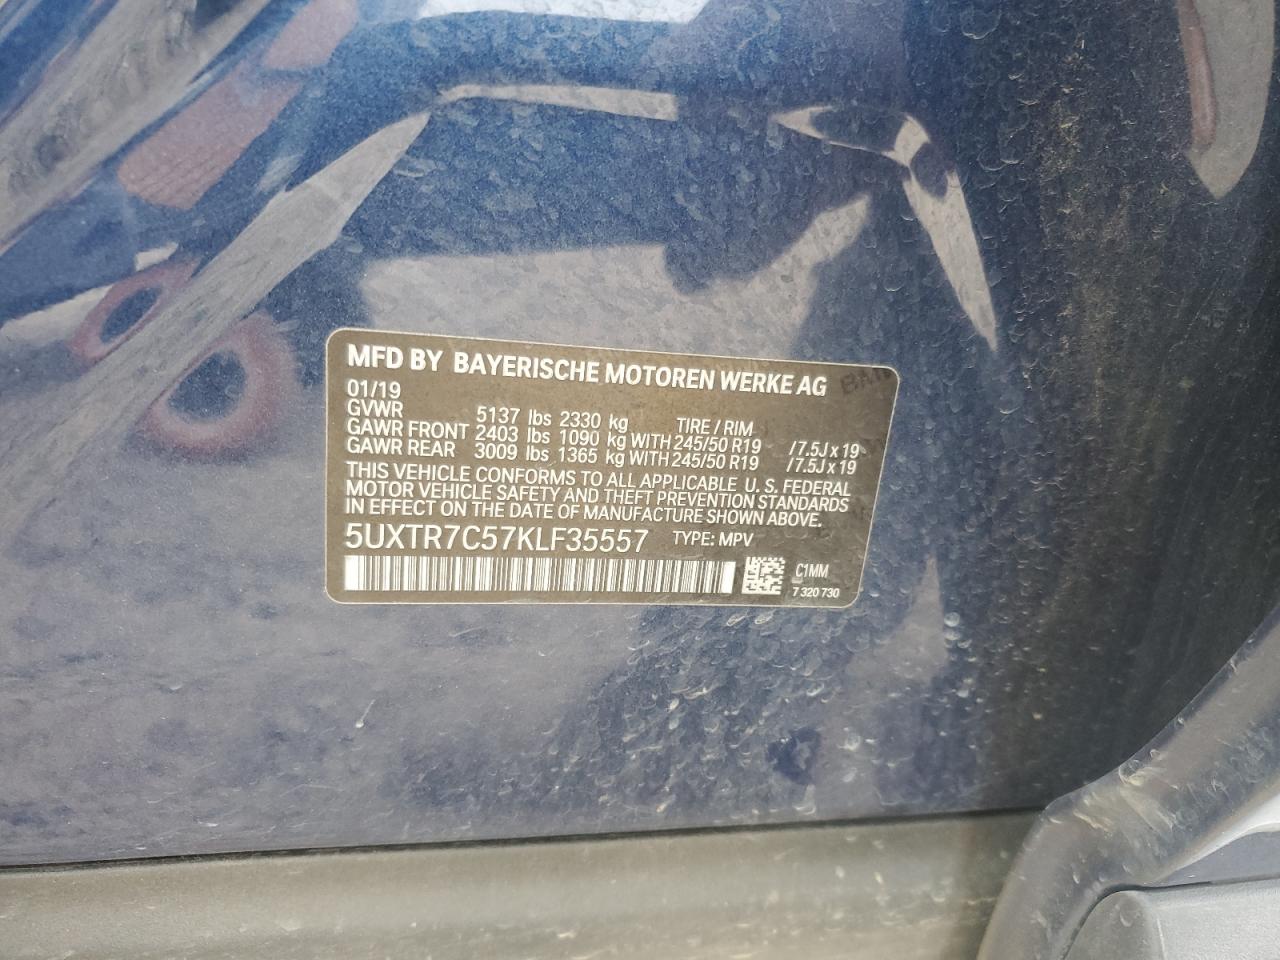 MFD BY BAYERISCHE MOTOREN WERKE AG
01/19
GVWR 5137 lbs 2330 kg TIRE / RIM
GAWR FRONT 2403 lbs 1090 kg WITH 245/50 R19 /7.5J x 19
GAWR REAR 3009 lbs 1365 kg WITH 245/50 R19 /7.5J x 19
THIS VEHICLE CONFORMS TO ALL APPLICABLE U. S. FEDERAL
MOTOR VEHICLE SAFETY AND THEFT PREVENTION STANDARDS
IN EFFECT ON THE DATE OF MANUFACTURE SHOWN ABOVE.
5UXTR7C57KLF35557 TYPE: MPV
C1MM
7 320 730